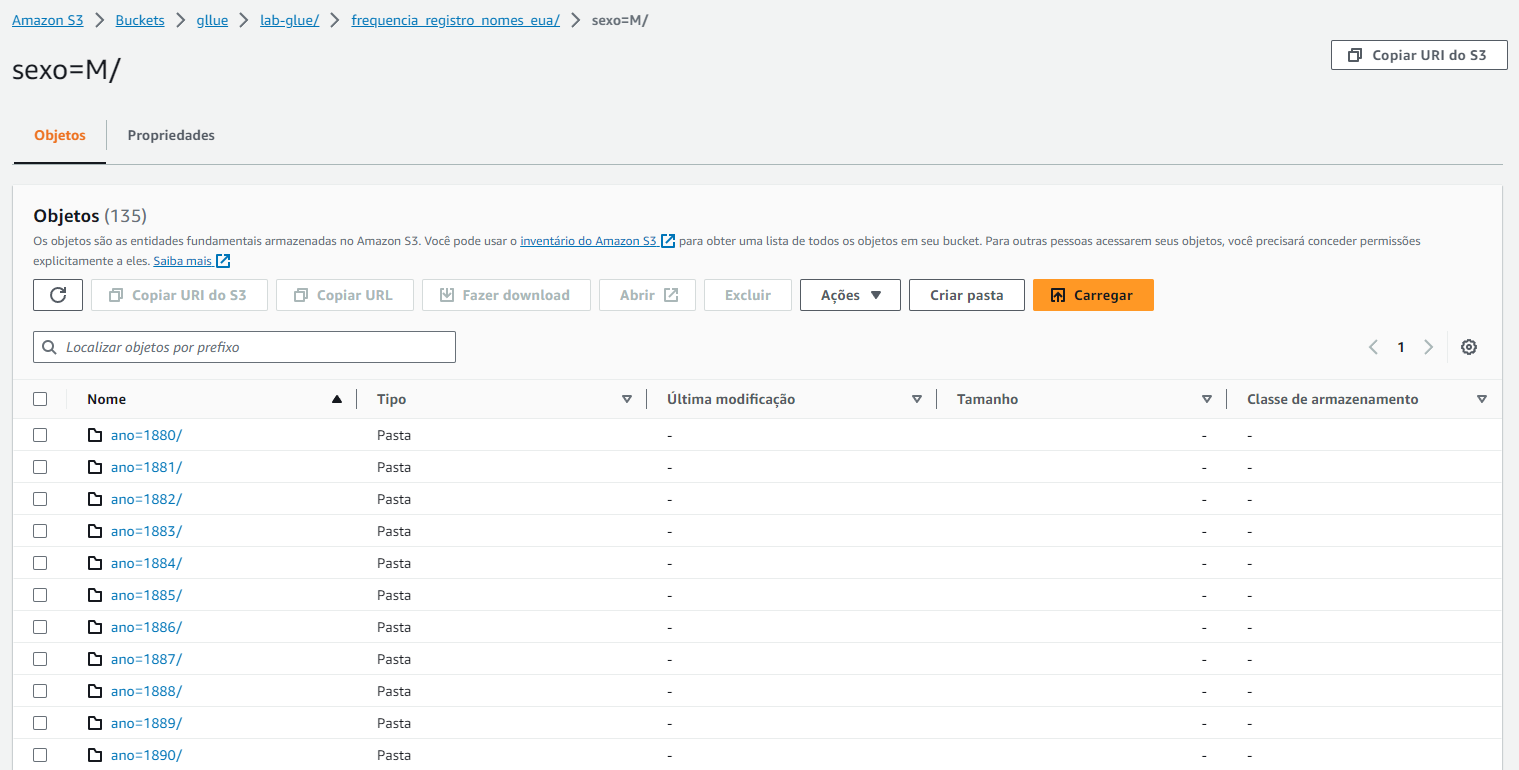 Amazon S3 > Buckets > gllue > lab-glue/ > frequencia_registro_nomes_eua/ > sexo=M/
sexo=M/
Copiar URI do S3
Objetos Propriedades
Objetos (135)
Os objetos são as entidades fundamentais armazenadas no Amazon S3. Você pode usar o inventário do Amazon S3 para obter uma lista de todos os objetos em seu bucket. Para outras pessoas acessarem seus objetos, você precisará conceder permissões
explicitamente a eles. Saiba mais
Copiar URI do S3 Copiar URL Fazer download Abrir Excluir Ações Criar pasta Carregar
Localizar objetos por prefixo
1
Nome Tipo Última modificação Tamanho Classe de armazenamento
ano=1880/ Pasta - - -
ano=1881/ Pasta - - -
ano=1882/ Pasta - - -
ano=1883/ Pasta - - -
ano=1884/ Pasta - - -
ano=1885/ Pasta - - -
ano=1886/ Pasta - - -
ano=1887/ Pasta - - -
ano=1888/ Pasta - - -
ano=1889/ Pasta - - -
ano=1890/ Pasta - - -